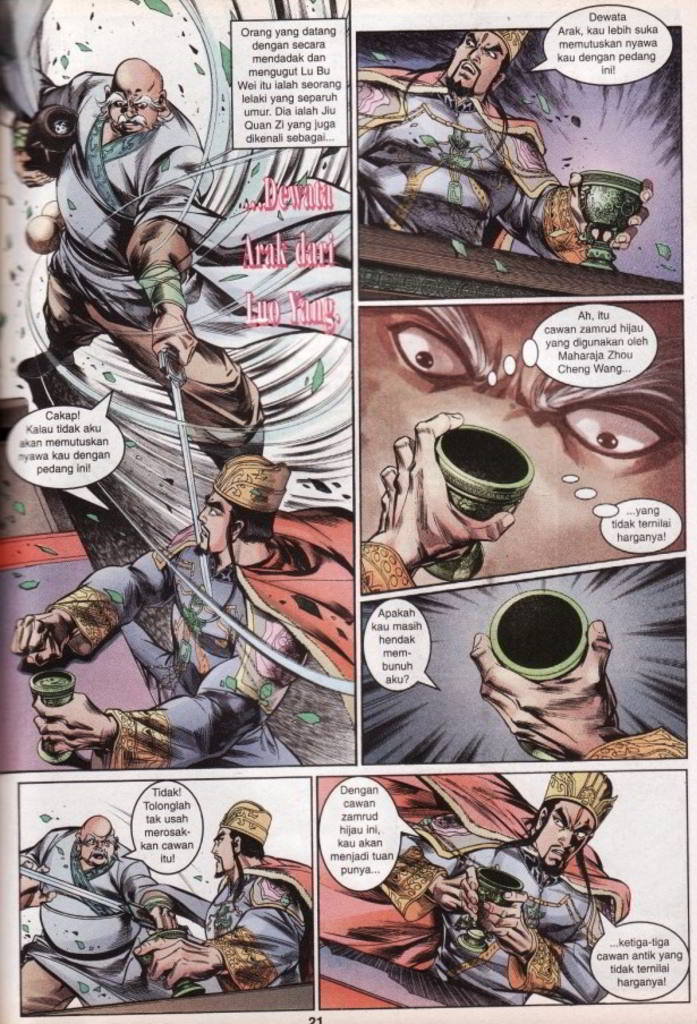 Orang yang datang
dengan secara
mendadak dan
mengugut Lu Bu
Wei itu ialah seorang
lelaki yang separuh
umur. Dia ialah Jiu
Quan Zi yang juga
dikenali sebagai...
...Dewata
Arak dari
Luo Yang.
Cakap!
Kalau tidak aku
akan memutuskan
nyawa kau dengan
pedang ini!
Dewata
Arak, kau lebih suka
memutuskan nyawa
kau dengan pedang
ini!
Ah, itu
cawan zamrud hijau
yang digunakan oleh
Maharaja Zhou
Cheng Wang...
...yang
tidak ternilai
harganya!
Apakah
kau masih
hendak
mem-
bunuh
aku?
Tidak!
Tolonglah
tak usah
merosak-
kan cawan
itu!
Dengan
cawan
zamrud
hijau ini,
kau akan
menjadi tuan
punya...
...ketiga-tiga
cawan antik yang
tidak ternilai
harganya!
21